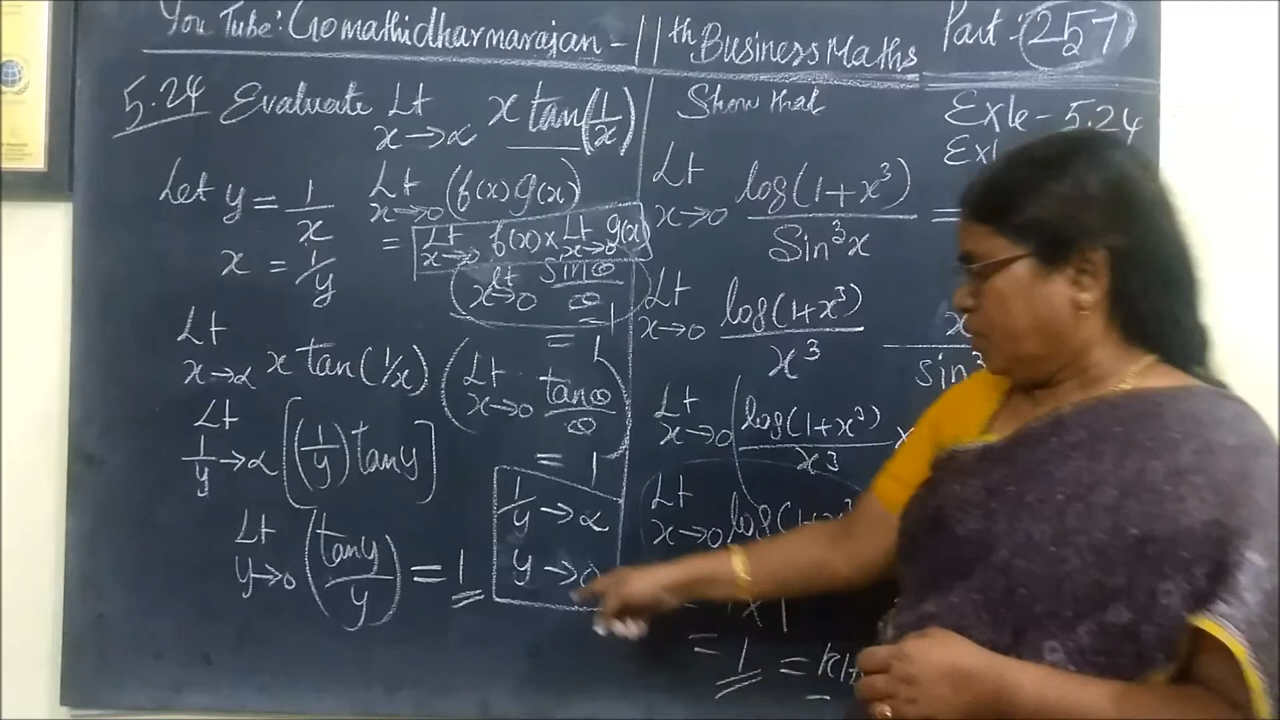 YouTube: Gomathidharmarajan - 11th Business Maths Part: 257
5.24 Evaluate Lt x→α x tan(1/x)
Let y = 1/x
x = 1/y
Lt x→0 (f(x) g(x))
= Lt x→0 f(x) × Lt x→0 g(x)
Lt x→0 sin∞/∞ = 1
= 1
Lt x→α x tan(1/x)
(Lt x→0 tan∞/∞)
= 1
Lt 1/y→α [(1/y) tan y]
1/y → α
y → 0
Lt y→0 (tan y/y) = 1
Show that
Exle - 5.24
Exl
Lt x→0 log(1+x³)/Sin³x =
Lt x→0 log(1+x³)/x³
Lt x→0 (log(1+x³)/x³ ×
Lt x→0 log(1+x³
= 1